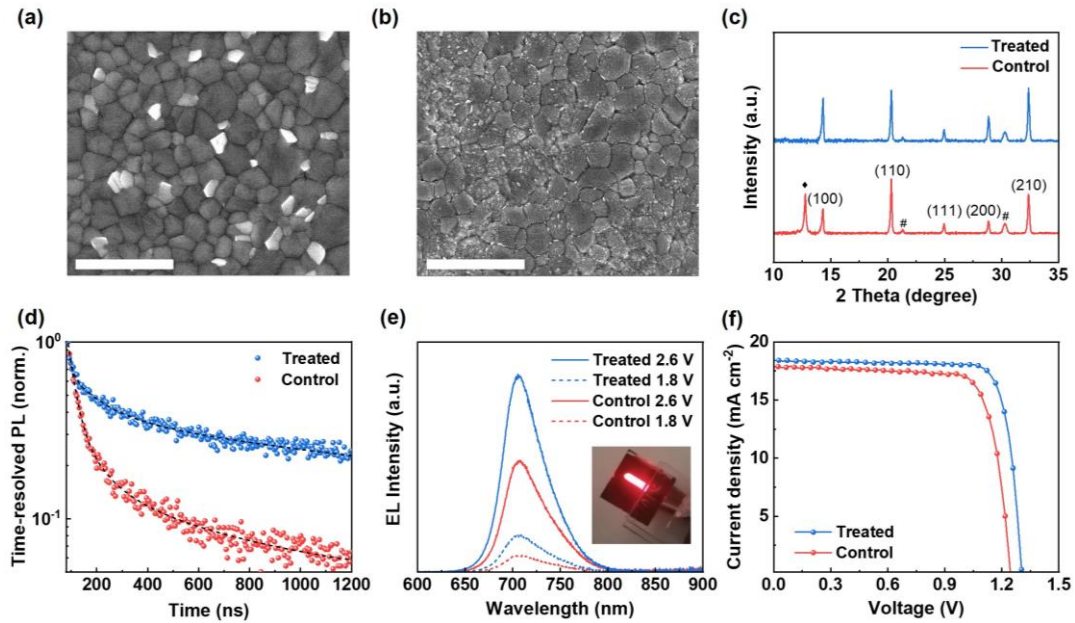 (a)
(b)
(c)
Intensity (a.u.)
Treated
Control
♦
(100)
(110)
#
(111)
(200)
#
(210)
10 15 20 25 30 35
2 Theta (degree)
(d)
Time-resolved PL (norm.)
10⁰
10⁻¹
Treated
Control
200 400 600 800 1000 1200
Time (ns)
(e)
EL Intensity (a.u.)
Treated 2.6 V
Treated 1.8 V
Control 2.6 V
Control 1.8 V
600 650 700 750 800 850 900
Wavelength (nm)
(f)
Current density (mA cm⁻²)
20
15
10
5
Treated
Control
0.0 0.3 0.6 0.9 1.2 1.5
Voltage (V)